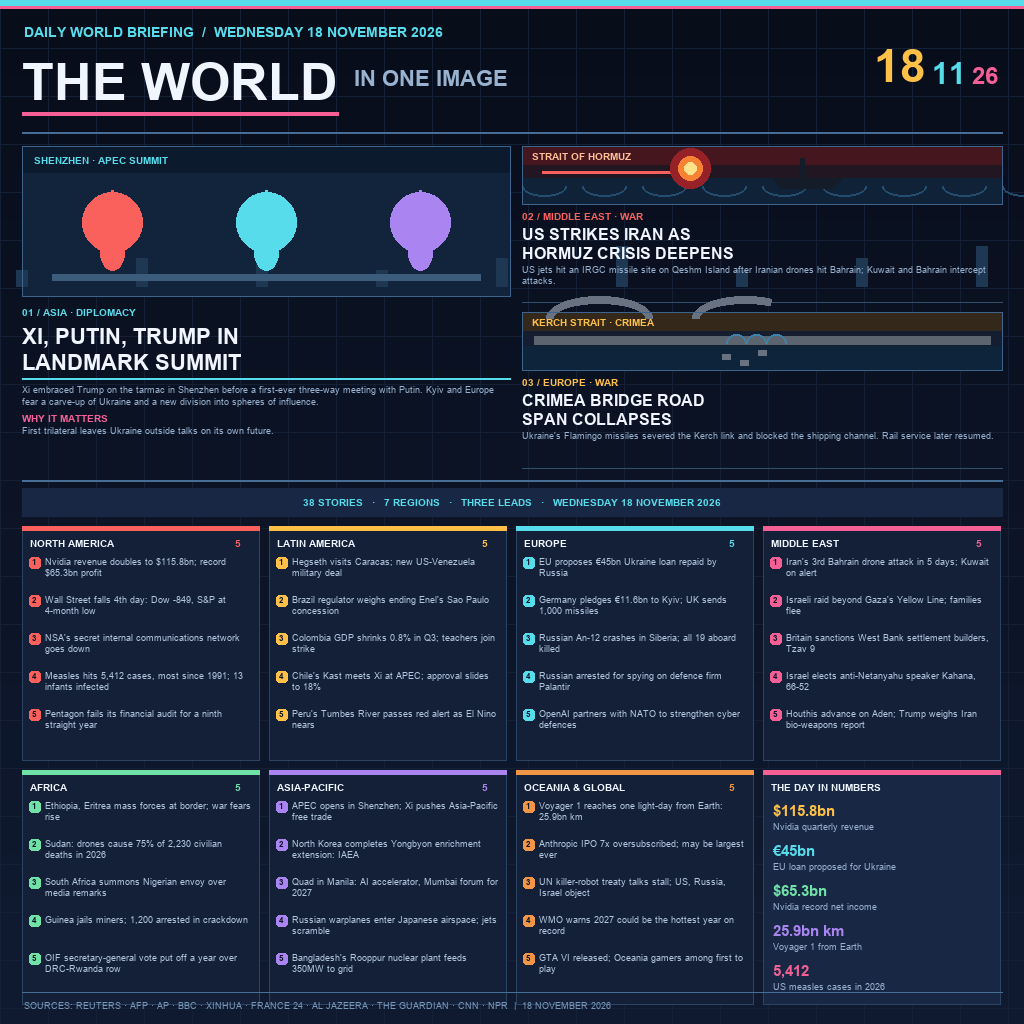 DAILY WORLD BRIEFING / WEDNESDAY 18 NOVEMBER 2026
THE WORLD IN ONE IMAGE
18 11 26
SHENZHEN · APEC SUMMIT
01 / ASIA · DIPLOMACY
XI, PUTIN, TRUMP IN
LANDMARK SUMMIT
Xi embraced Trump on the tarmac in Shenzhen before a first-ever three-way meeting with Putin. Kyiv and Europe
fear a carve-up of Ukraine and a new division into spheres of influence.
WHY IT MATTERS
First trilateral leaves Ukraine outside talks on its own future.
STRAIT OF HORMUZ
02 / MIDDLE EAST · WAR
US STRIKES IRAN AS
HORMUZ CRISIS DEEPENS
US jets hit an IRGC missile site on Qeshm Island after Iranian drones hit Bahrain; Kuwait and Bahrain intercept
attacks.
KERCH STRAIT · CRIMEA
03 / EUROPE · WAR
CRIMEA BRIDGE ROAD
SPAN COLLAPSES
Ukraine's Flamingo missiles severed the Kerch link and blocked the shipping channel. Rail service later resumed.
38 STORIES · 7 REGIONS · THREE LEADS · WEDNESDAY 18 NOVEMBER 2026
NORTH AMERICA 5
1 Nvidia revenue doubles to $115.8bn; record
$65.3bn profit
2 Wall Street falls 4th day: Dow -849, S&P at
4-month low
3 NSA's secret internal communications network
goes down
4 Measles hits 5,412 cases, most since 1991; 13
infants infected
5 Pentagon fails its financial audit for a ninth
straight year
LATIN AMERICA 5
1 Hegseth visits Caracas; new US-Venezuela
military deal
2 Brazil regulator weighs ending Enel's Sao Paulo
concession
3 Colombia GDP shrinks 0.8% in Q3; teachers join
strike
4 Chile's Kast meets Xi at APEC; approval slides
to 18%
5 Peru's Tumbes River passes red alert as El Nino
nears
EUROPE 5
1 EU proposes €45bn Ukraine loan repaid by
Russia
2 Germany pledges €11.6bn to Kyiv; UK sends
1,000 missiles
3 Russian An-12 crashes in Siberia; all 19 aboard
killed
4 Russian arrested for spying on defence firm
Palantir
5 OpenAI partners with NATO to strengthen cyber
defences
MIDDLE EAST 5
1 Iran's 3rd Bahrain drone attack in 5 days; Kuwait
on alert
2 Israeli raid beyond Gaza's Yellow Line; families
flee
3 Britain sanctions West Bank settlement builders,
Tzav 9
4 Israel elects anti-Netanyahu speaker Kahana,
66-52
5 Houthis advance on Aden; Trump weighs Iran
bio-weapons report
AFRICA 5
1 Ethiopia, Eritrea mass forces at border; war fears
rise
2 Sudan: drones cause 75% of 2,230 civilian
deaths in 2026
3 South Africa summons Nigerian envoy over
media remarks
4 Guinea jails miners; 1,200 arrested in crackdown
5 OIF secretary-general vote put off a year over
DRC-Rwanda row
ASIA-PACIFIC 5
1 APEC opens in Shenzhen; Xi pushes Asia-Pacific
free trade
2 North Korea completes Yongbyon enrichment
extension: IAEA
3 Quad in Manila: AI accelerator, Mumbai forum for
2027
4 Russian warplanes enter Japanese airspace; jets
scramble
5 Bangladesh's Rooppur nuclear plant feeds
350MW to grid
OCEANIA & GLOBAL 5
1 Voyager 1 reaches one light-day from Earth:
25.9bn km
2 Anthropic IPO 7x oversubscribed; may be largest
ever
3 UN killer-robot treaty talks stall; US, Russia,
Israel object
4 WMO warns 2027 could be the hottest year on
record
5 GTA VI released; Oceania gamers among first to
play
THE DAY IN NUMBERS
$115.8bn
Nvidia quarterly revenue
€45bn
EU loan proposed for Ukraine
$65.3bn
Nvidia record net income
25.9bn km
Voyager 1 from Earth
5,412
US measles cases in 2026
SOURCES: REUTERS · AFP · AP · BBC · XINHUA · FRANCE 24 · AL JAZEERA · THE GUARDIAN · CNN · NPR | 18 NOVEMBER 2026